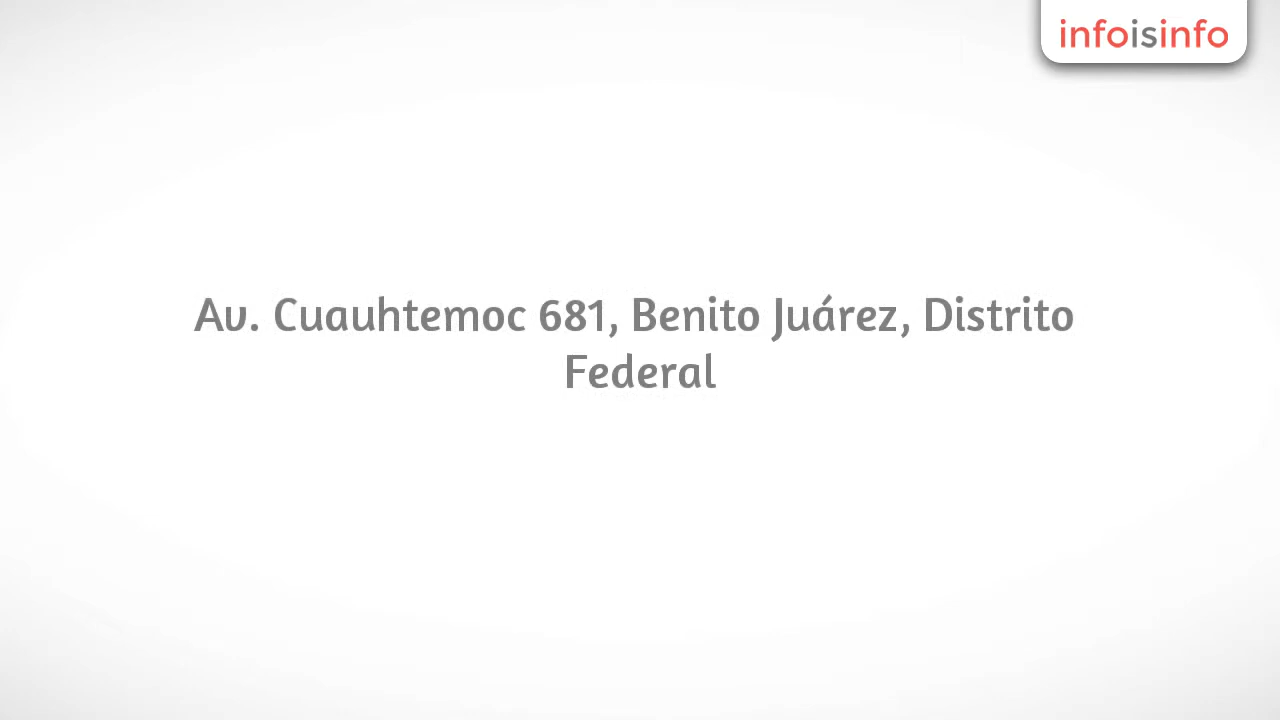 infoisinfo
Av. Cuauhtemoc 681, Benito Juárez, Distrito
Federal